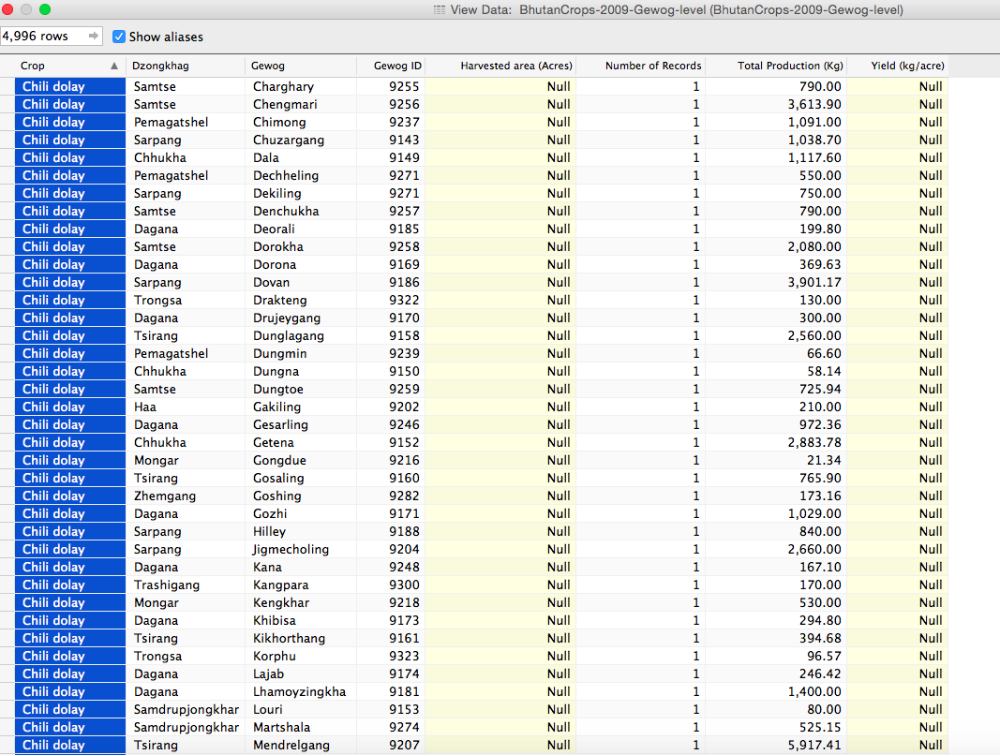 View Data: BhutanCrops-2009-Gewog-level (BhutanCrops-2009-Gewog-level)
4,996 rows Show aliases
Crop Dzongkhag Gewog Gewog ID Harvested area (Acres) Number of Records Total Production (Kg) Yield (kg/acre)
Chili dolay Samtse Charghary 9255 Null 1 790.00 Null
Chili dolay Samtse Chengmari 9256 Null 1 3,613.90 Null
Chili dolay Pemagatshel Chimong 9237 Null 1 1,091.00 Null
Chili dolay Sarpang Chuzargang 9143 Null 1 1,038.70 Null
Chili dolay Chhukha Dala 9149 Null 1 1,117.60 Null
Chili dolay Pemagatshel Dechheling 9271 Null 1 550.00 Null
Chili dolay Sarpang Dekiling 9271 Null 1 750.00 Null
Chili dolay Samtse Denchukha 9257 Null 1 790.00 Null
Chili dolay Dagana Deorali 9185 Null 1 199.80 Null
Chili dolay Samtse Dorokha 9258 Null 1 2,080.00 Null
Chili dolay Dagana Dorona 9169 Null 1 369.63 Null
Chili dolay Sarpang Dovan 9186 Null 1 3,901.17 Null
Chili dolay Trongsa Drakteng 9322 Null 1 130.00 Null
Chili dolay Dagana Drujeygang 9170 Null 1 300.00 Null
Chili dolay Tsirang Dunglagang 9158 Null 1 2,560.00 Null
Chili dolay Pemagatshel Dungmin 9239 Null 1 66.60 Null
Chili dolay Chhukha Dungna 9150 Null 1 58.14 Null
Chili dolay Samtse Dungtoe 9259 Null 1 725.94 Null
Chili dolay Haa Gakiling 9202 Null 1 210.00 Null
Chili dolay Dagana Gesarling 9246 Null 1 972.36 Null
Chili dolay Chhukha Getena 9152 Null 1 2,883.78 Null
Chili dolay Mongar Gongdue 9216 Null 1 21.34 Null
Chili dolay Tsirang Gosaling 9160 Null 1 765.90 Null
Chili dolay Zhemgang Goshing 9282 Null 1 173.16 Null
Chili dolay Dagana Gozhi 9171 Null 1 1,029.00 Null
Chili dolay Sarpang Hilley 9188 Null 1 840.00 Null
Chili dolay Sarpang Jigmecholing 9204 Null 1 2,660.00 Null
Chili dolay Dagana Kana 9248 Null 1 167.10 Null
Chili dolay Trashigang Kangpara 9300 Null 1 170.00 Null
Chili dolay Mongar Kengkhar 9218 Null 1 530.00 Null
Chili dolay Dagana Khibisa 9173 Null 1 294.80 Null
Chili dolay Tsirang Kikhorthang 9161 Null 1 394.68 Null
Chili dolay Trongsa Korphu 9323 Null 1 96.57 Null
Chili dolay Dagana Lajab 9174 Null 1 246.42 Null
Chili dolay Dagana Lhamoyzingkha 9181 Null 1 1,400.00 Null
Chili dolay Samdrupjongkhar Louri 9153 Null 1 80.00 Null
Chili dolay Samdrupjongkhar Martshala 9274 Null 1 525.15 Null
Chili dolay Tsirang Mendrelgang 9207 Null 1 5,917.41 Null